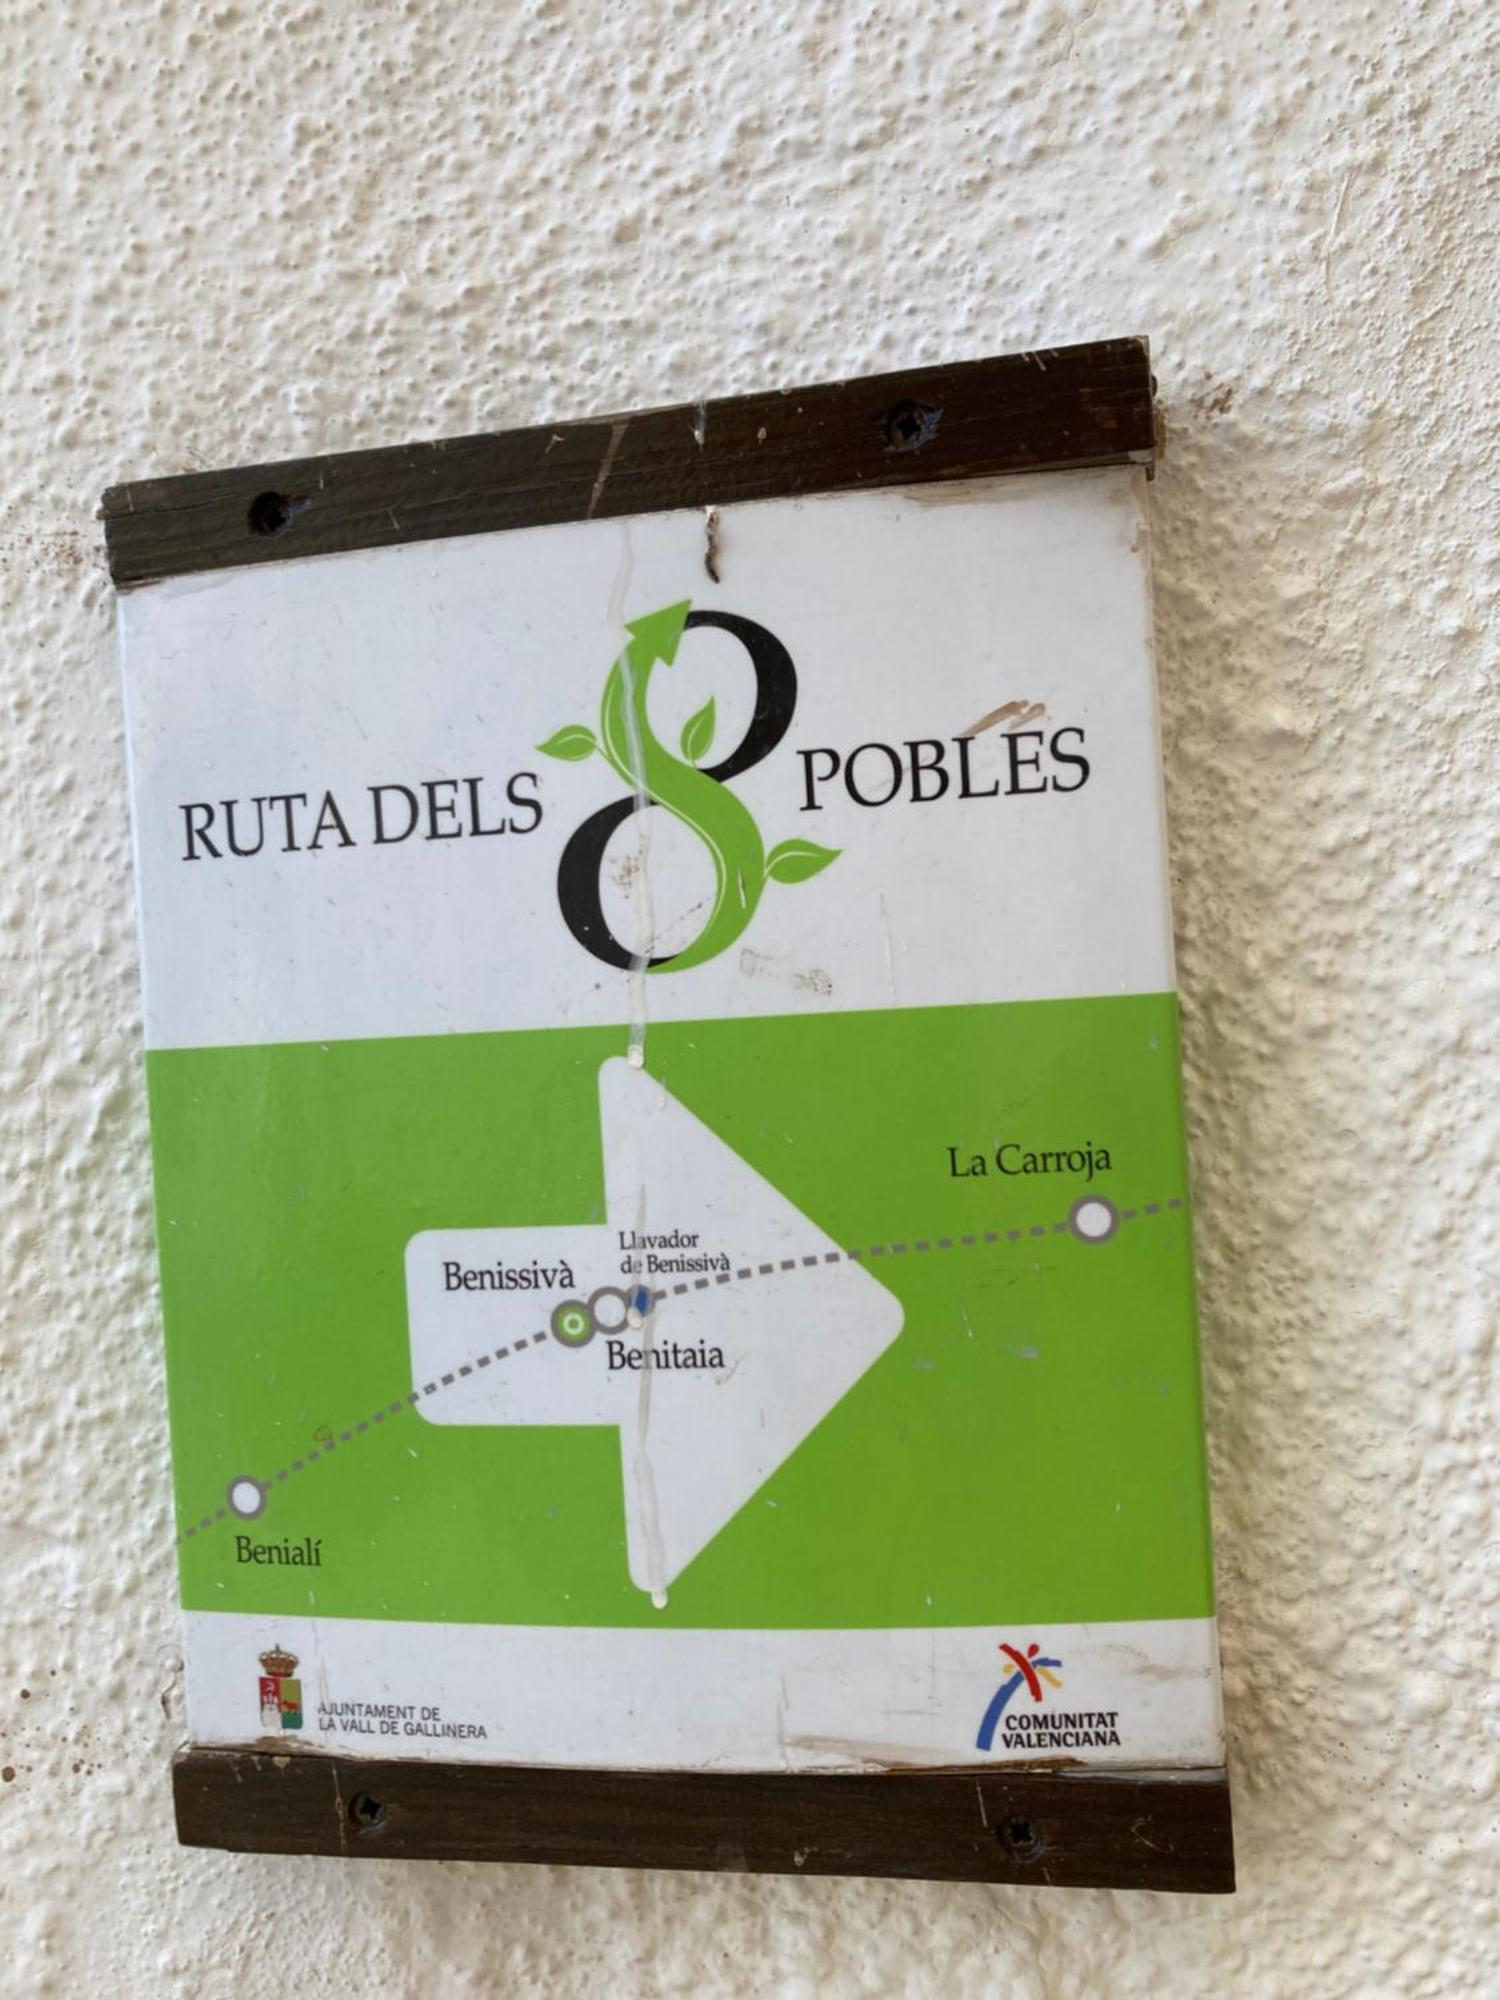 RUTA DELS 8 POBLES
La Carroja
Llavador
de Benissivà
Benissivà
Benitaia
Benialí
AJUNTAMENT DE
LA VALL DE GALLINERA
COMUNITAT
VALENCIANA